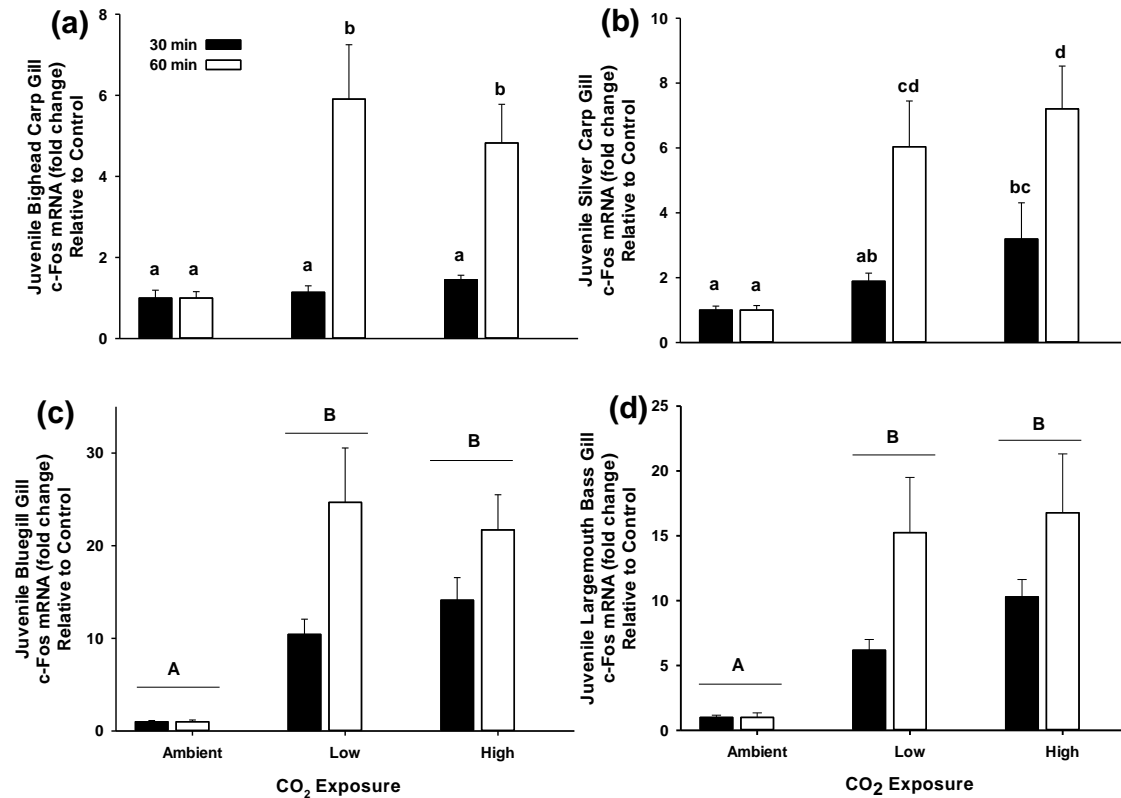 (a)
30 min
60 min
Juvenile Bighead Carp Gill
c-Fos mRNA (fold change)
Relative to Control
8
6
4
2
0
a
a
a
b
a
b
(b)
Juvenile Silver Carp Gill
c-Fos mRNA (fold change)
Relative to Control
10
8
6
4
2
0
a
a
ab
cd
bc
d
(c)
Juvenile Bluegill Gill
c-Fos mRNA (fold change)
Relative to Control
30
20
10
0
A
B
B
Ambient
Low
High
CO2 Exposure
(d)
Juvenile Largemouth Bass Gill
c-Fos mRNA (fold change)
Relative to Control
25
20
15
10
5
0
A
B
B
Ambient
Low
High
CO2 Exposure